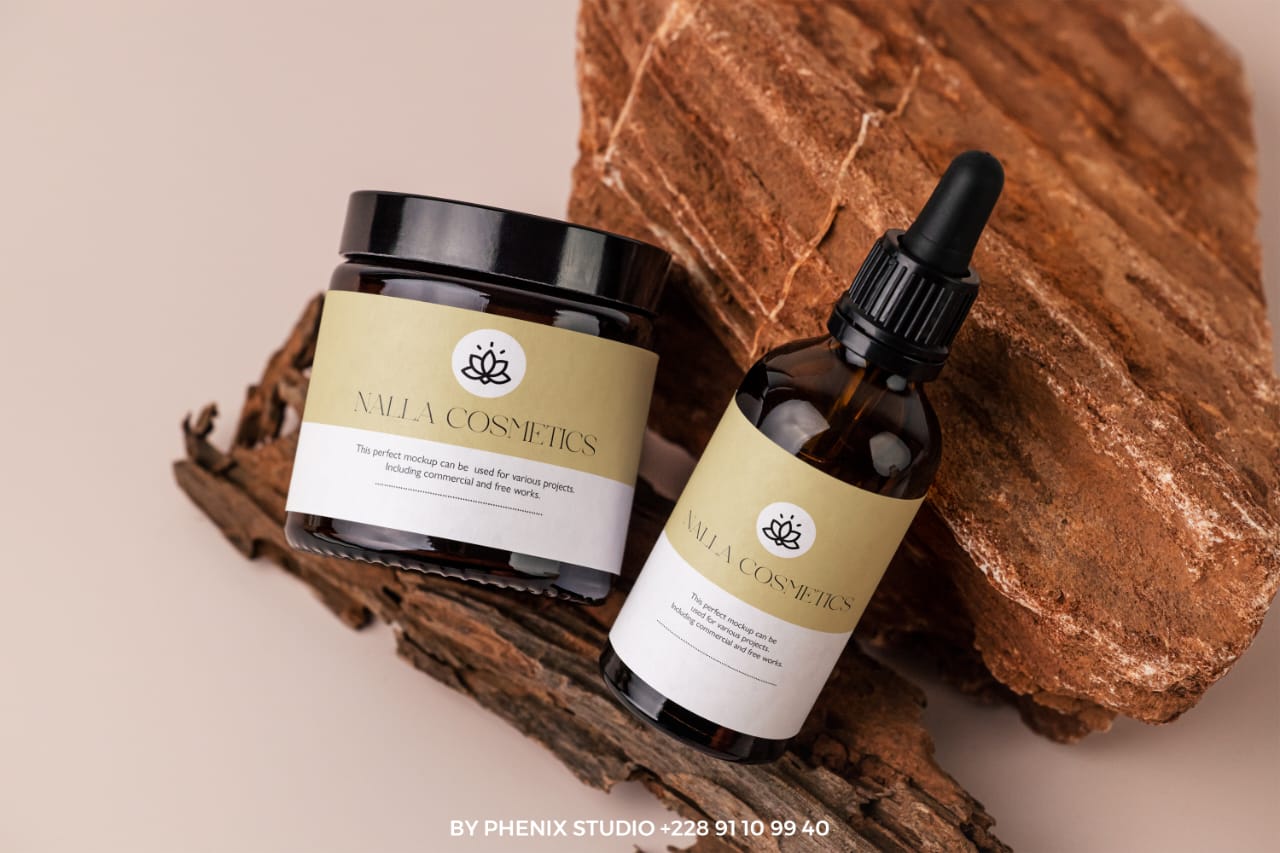 NALLA COSMETICS
This perfect mockup can be used for various projects.
Including commercial and free works.
NALLA COSMETICS
This perfect mockup can be
used for various projects.
Including commercial and free works.
BY PHENIX STUDIO +228 91 10 99 40